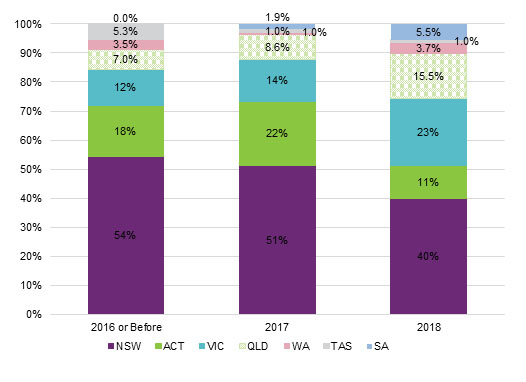 0.0% 1.9%
100% 5.3% 1.0% 1.0% 5.5% 1.0%
90% 3.5% 8.6% 3.7%
80% 7.0% 15.5%
70% 12% 14%
60% 18% 22% 23%
50%
40% 11%
30% 54% 51%
20% 40%
10%
0%
2016 or Before 2017 2018
NSW ACT VIC QLD WA TAS SA